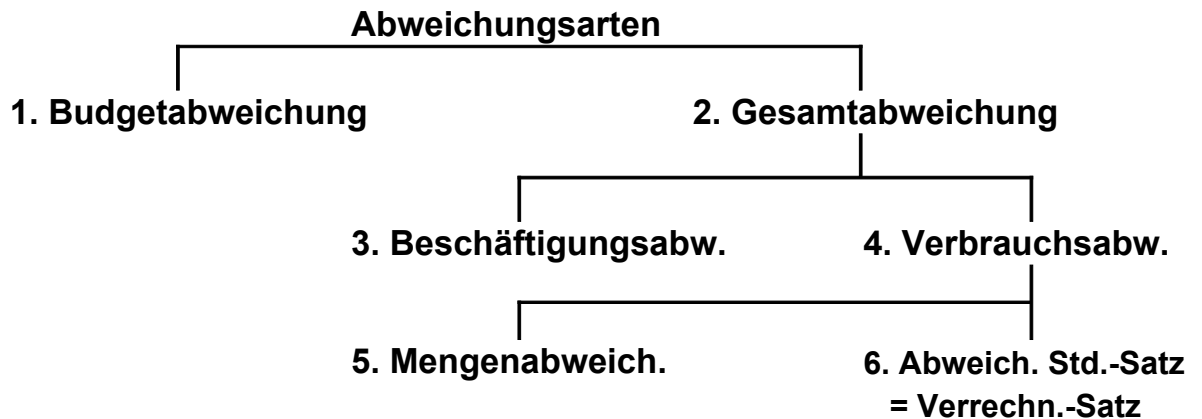 Abweichungsarten
1. Budgetabweichung
2. Gesamtabweichung
3. Beschäftigungsabw.
4. Verbrauchsabw.
5. Mengenabweich.
6. Abweich. Std.-Satz
= Verrechn.-Satz